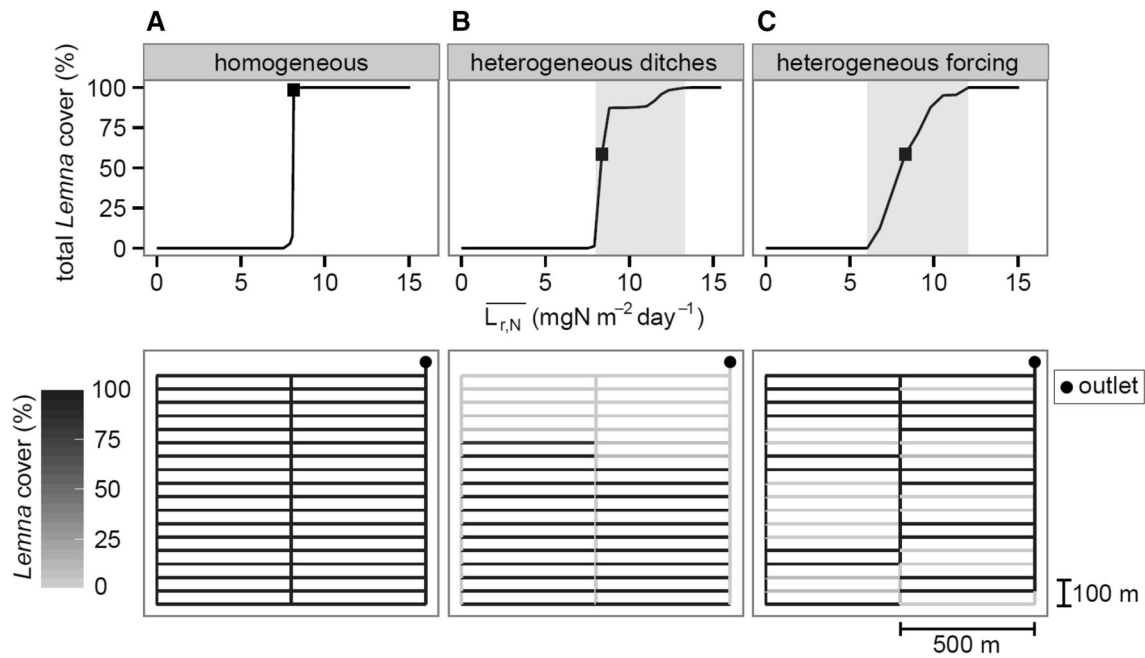 A B C
homogeneous heterogeneous ditches heterogeneous forcing
total Lemna cover (%)
100
75
50
25
0
0 5 10 15 0 5 10 15 0 5 10 15
L̅r,N̅ (mgN m⁻² day⁻¹)
Lemna cover (%)
100
75
50
25
0
outlet
100 m
500 m